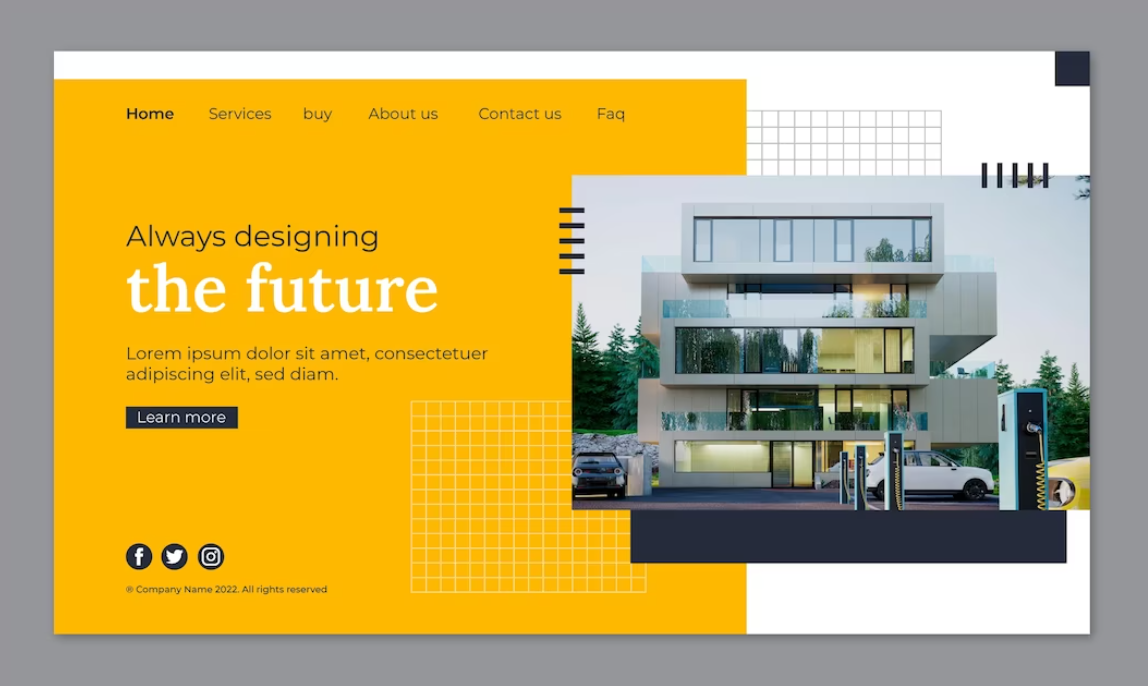 Home Services buy About us Contact us Faq
Always designing
the future
Lorem ipsum dolor sit amet, consectetuer
adipiscing elit, sed diam.
Learn more
® Company Name 2022. All rights reserved